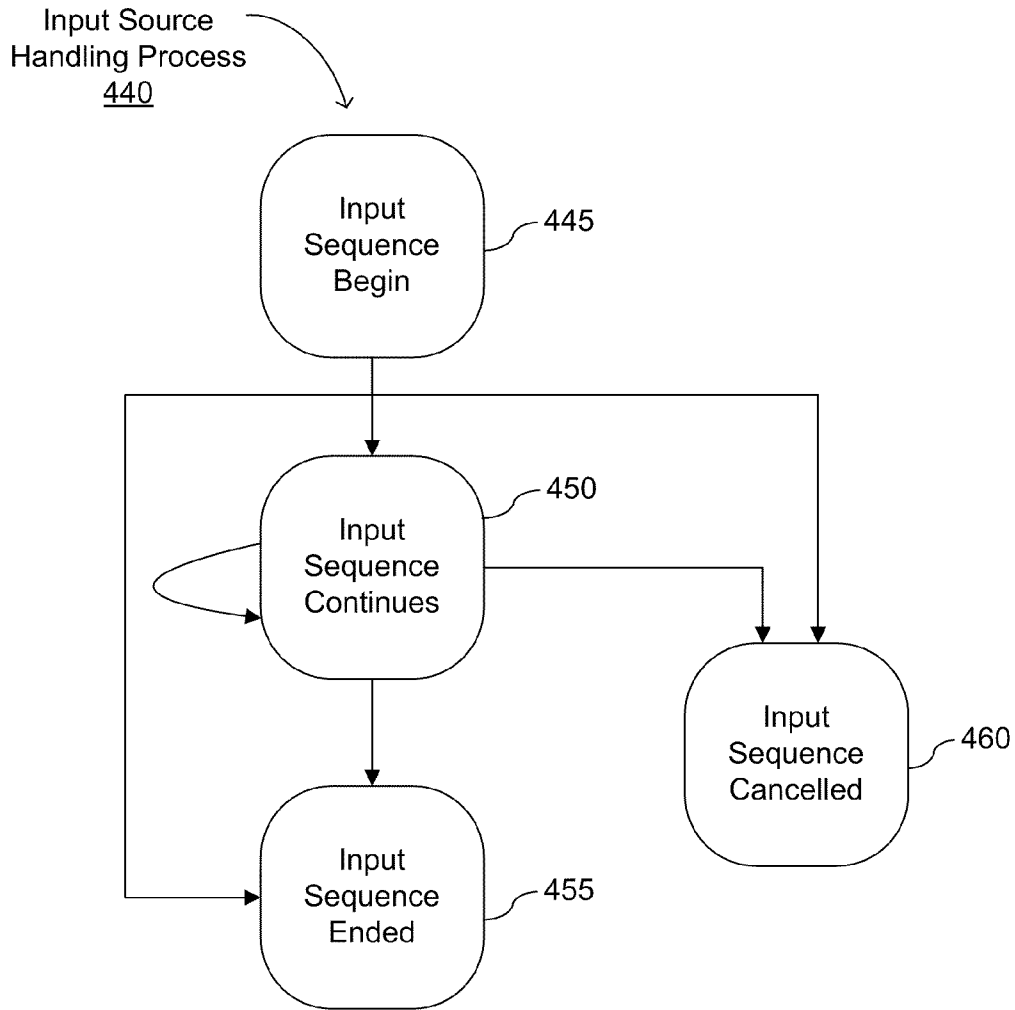 Input Source
Handling Process
440
Input
Sequence
Begin
445
Input
Sequence
Continues
450
Input
Sequence
Cancelled
460
Input
Sequence
Ended
455